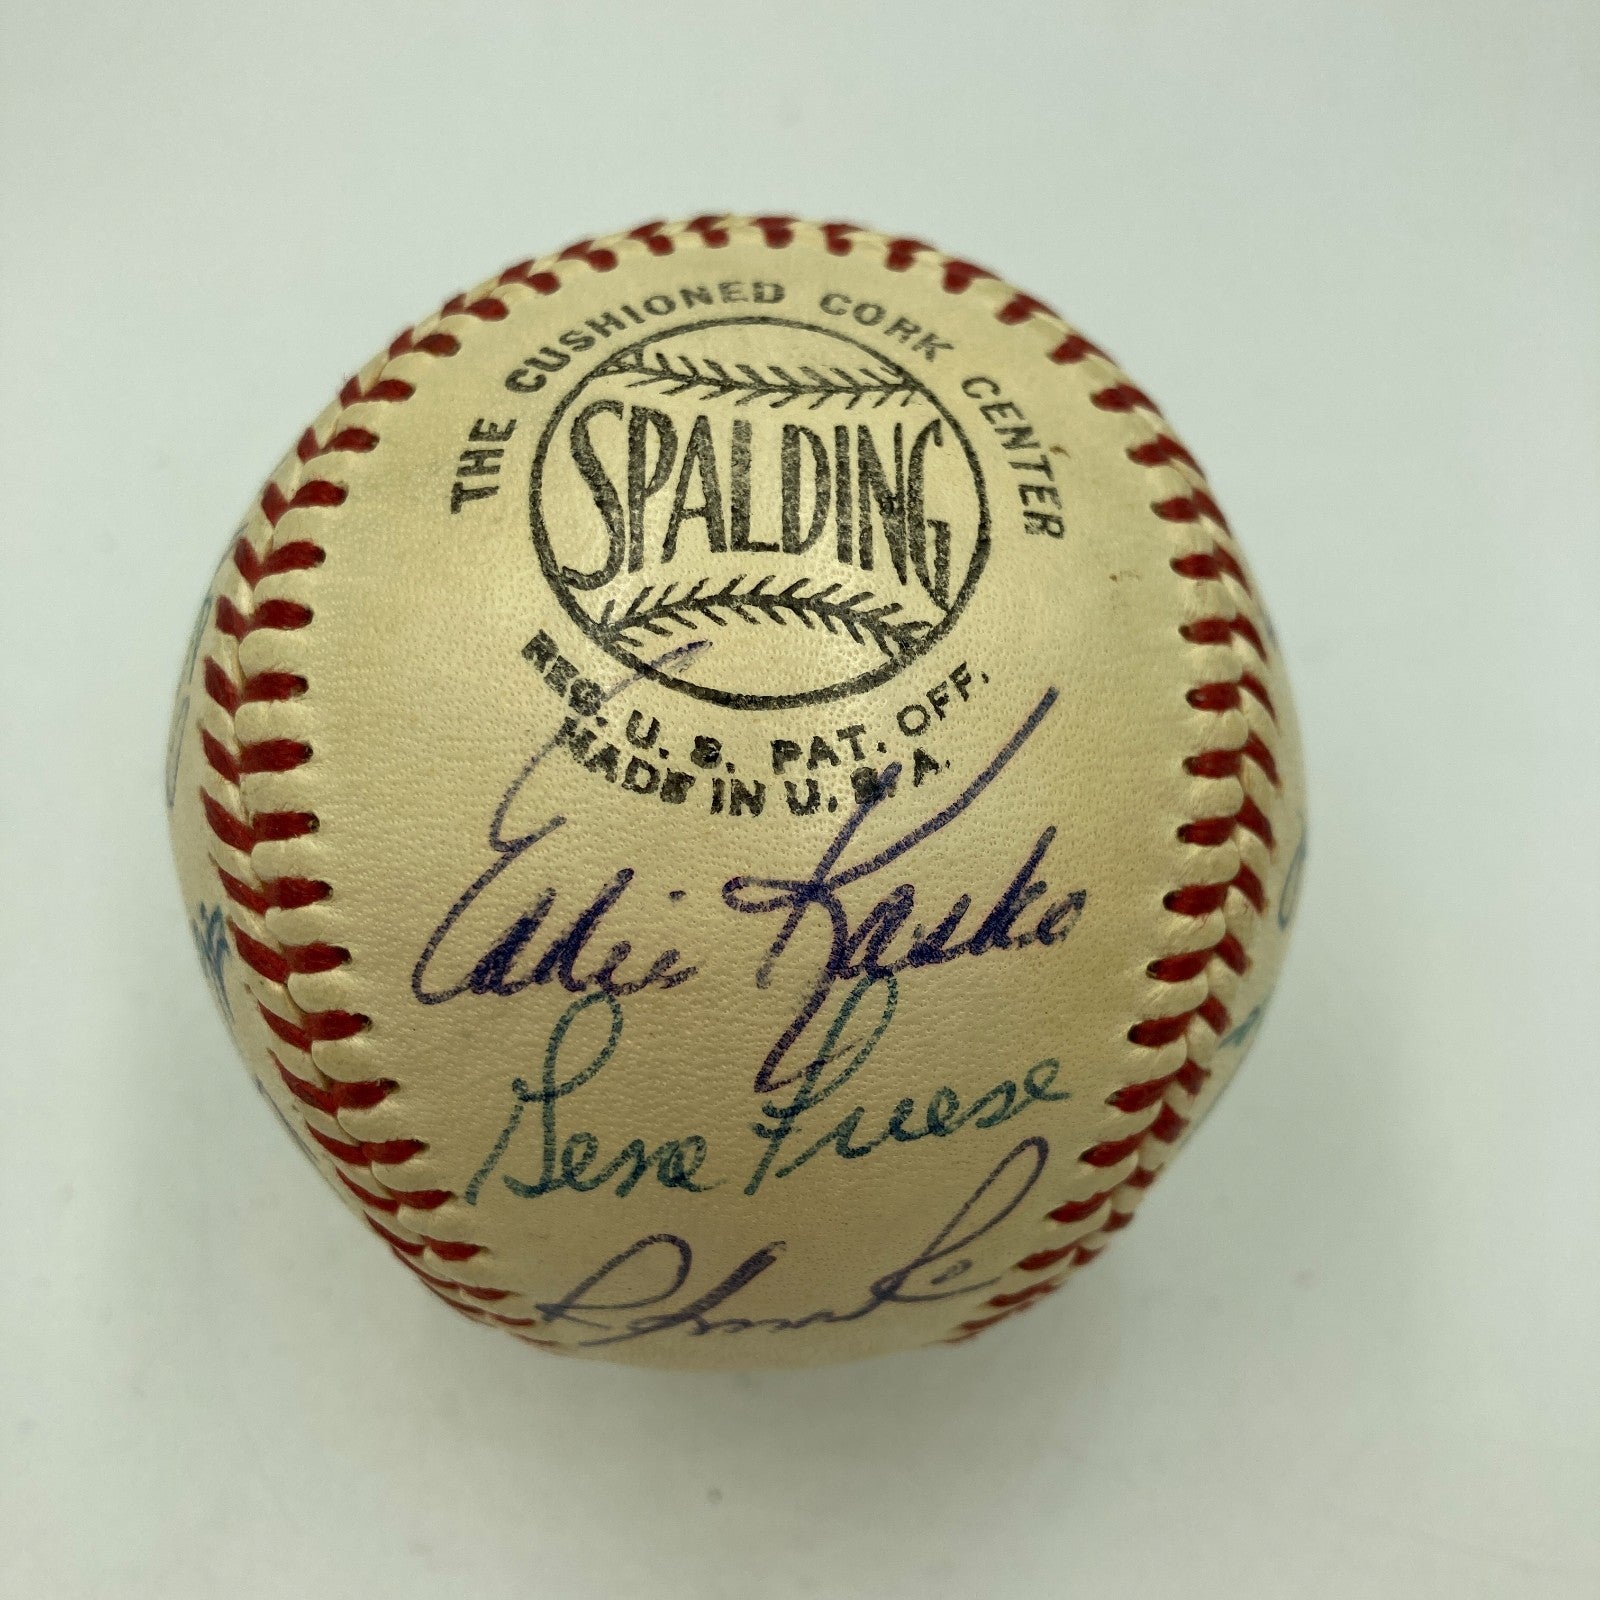 THE CUSHIONED CORK CENTER
SPALDING
REG. U. S. PAT. OFF.
MADE IN U. S. A.
Eddie Kasko
Gene Freese